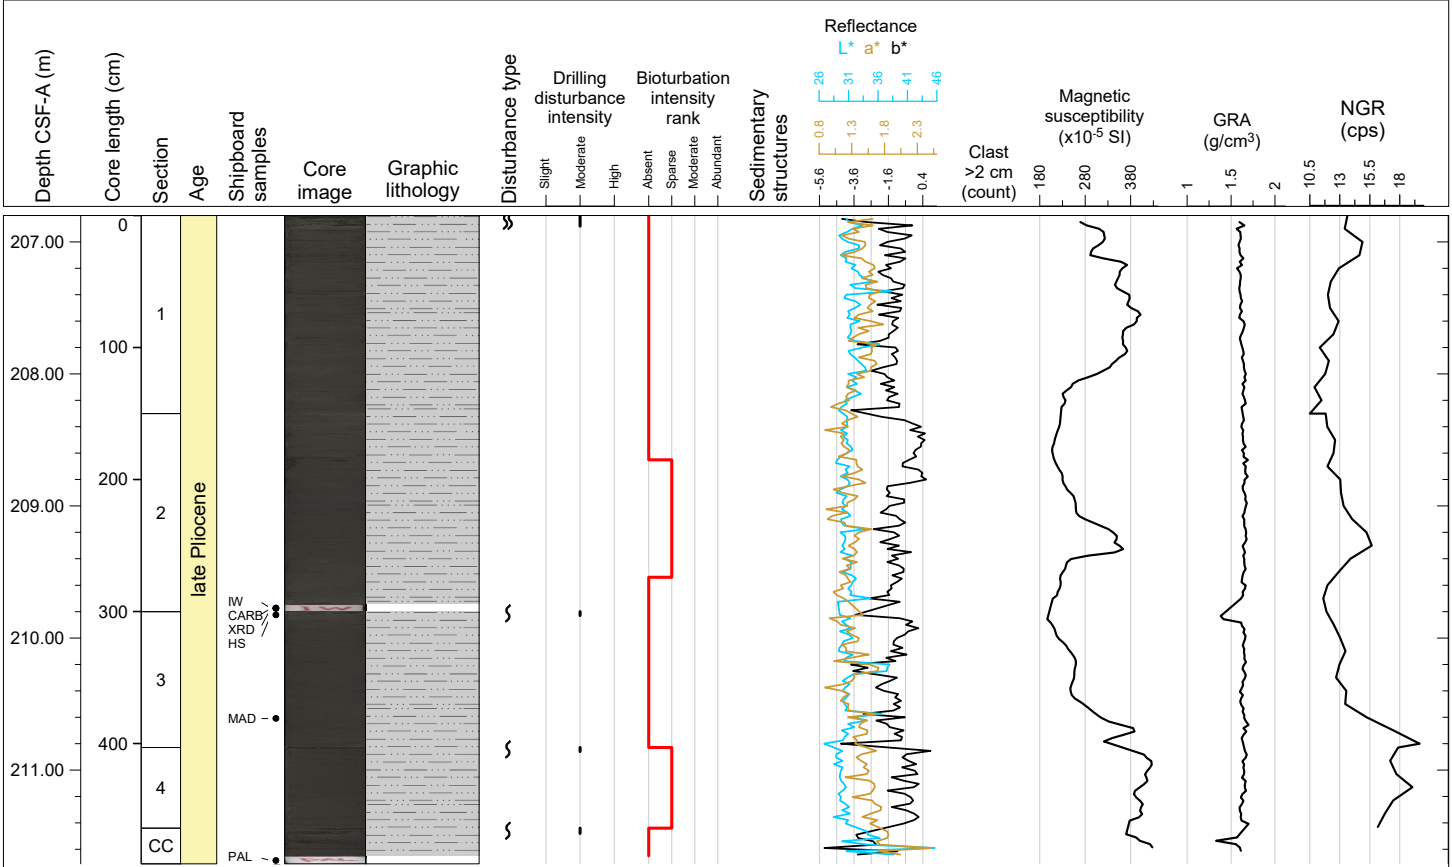 Depth CSF-A (m)
Core length (cm)
Section
Age
Shipboard
samples
Core
image
Graphic
lithology
Disturbance type
Drilling
disturbance
intensity
Slight
Moderate
High
Bioturbation
intensity
rank
Absent
Sparse
Moderate
Abundant
Sedimentary
structures
Reflectance
L* a* b*
26 31 36 41 46
0.8 1.3 1.8 2.3
-5.6 -3.6 -1.6 0.4
Clast
>2 cm
(count)
Magnetic
susceptibility
(x10-5 SI)
180 280 380
GRA
(g/cm3)
1 1.5 2
NGR
(cps)
10.5 13 15.5 18
207.00
208.00
209.00
210.00
211.00
0
100
200
300
400
1
2
3
4
CC
late Pliocene
IW
CARB
XRD
HS
MAD
PAL
IW